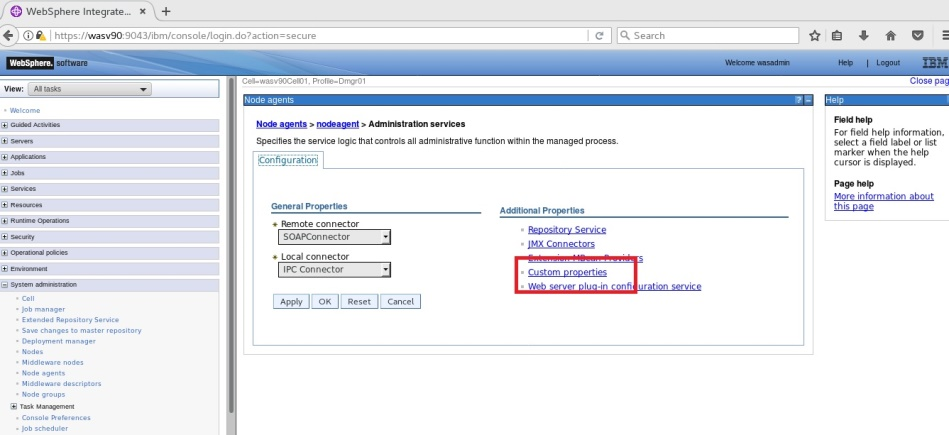 WebSphere Integrate...
https://wasv90:9043/ibm/console/login.do?action=secure
Search
WebSphere. software
Welcome wasadmin
Help | Logout
IBM
View: All tasks
Cell=wasv90Cell01, Profile=Dmgr01
Close pag
Welcome
Guided Activities
Servers
Applications
Jobs
Services
Resources
Runtime Operations
Security
Operational policies
Environment
System administration
Cell
Job manager
Extended Repository Service
Save changes to master repository
Deployment manager
Nodes
Middleware nodes
Node agents
Middleware descriptors
Node groups
Task Management
Console Preferences
Job scheduler
Node agents
Node agents > nodeagent > Administration services
Specifies the service logic that controls all administrative function within the managed process.
Configuration
General Properties
Remote connector
SOAPConnector
Local connector
IPC Connector
Apply OK Reset Cancel
Additional Properties
Repository Service
JMX Connectors
Extension MBean Providers
Custom properties
Web server plug-in configuration service
Help
Field help
For field help information,
select a field label or list
marker when the help
cursor is displayed.
Page help
More information about
this page